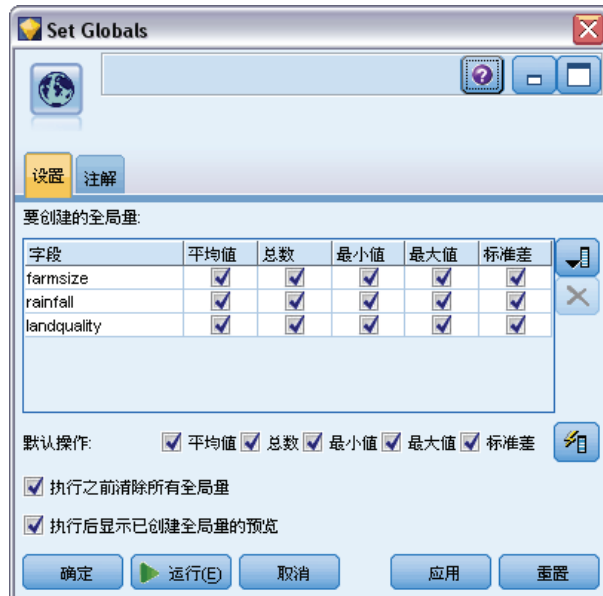 Set Globals
?
设置 注解
要创建的全局量:
字段 平均值 总数 最小值 最大值 标准差
farmsize
rainfall
landquality
默认操作: 平均值 总数 最小值 最大值 标准差
执行之前清除所有全局量
执行后显示已创建全局量的预览
确定 运行(E) 取消 应用 重置